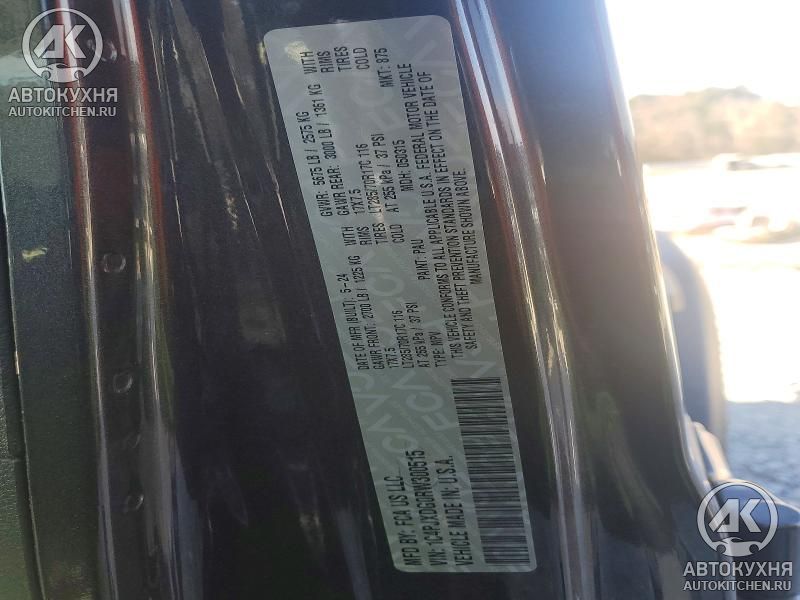 AK
АВТОКУХНЯ
AUTOKITCHEN.RU
MFD BY: FCA US LLC
DATE OF MFR (BUILT): 5-24
GVWR: 5675 LB / 2575 KG
GAWR FRONT: 2700 LB / 1225 KG WITH
GAWR REAR: 3000 LB / 1361 KG WITH
17X7.5 RIMS
17X7.5 RIMS
LT285/70R17C 116 TIRES
LT285/70R17C 116 TIRES
AT 255 kPa / 37 PSI COLD
AT 255 kPa / 37 PSI COLD
TYPE: MPV
PAINT: PAU
MDH: 050315
MKT: 875
THIS VEHICLE CONFORMS TO ALL APPLICABLE U.S.A. FEDERAL MOTOR VEHICLE
SAFETY AND THEFT PREVENTION STANDARDS IN EFFECT ON THE DATE OF
MANUFACTURE SHOWN ABOVE.
VEHICLE MADE IN: U.S.A.
AK
АВТОКУХНЯ
AUTOKITCHEN.RU